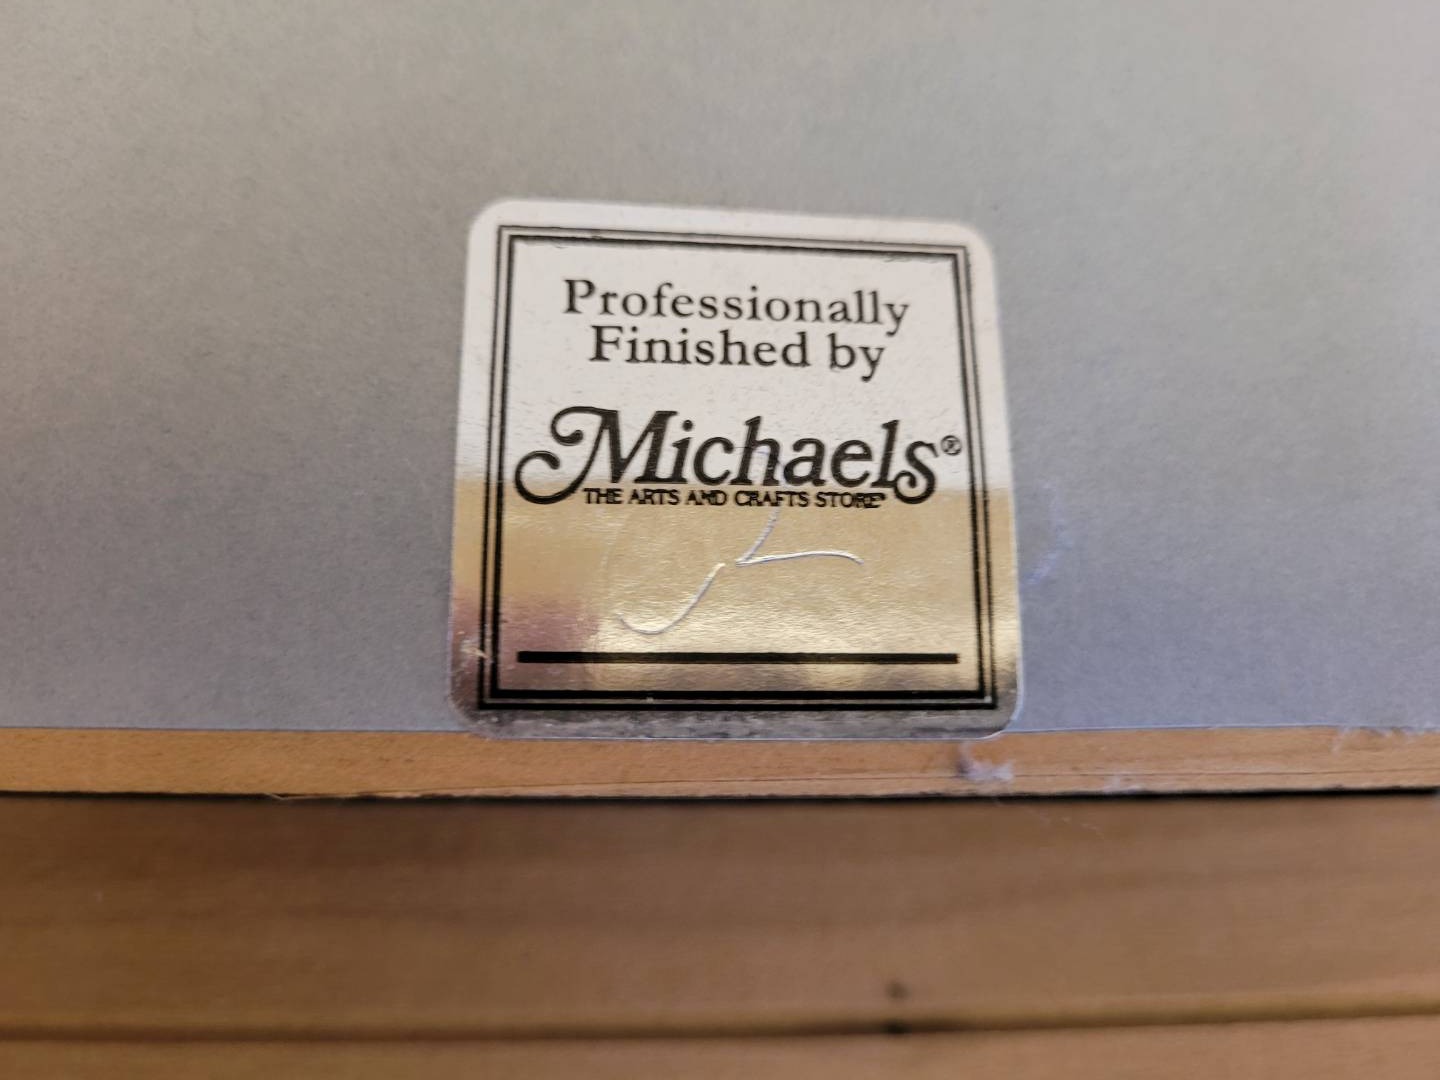 Professionally
Finished by
Michaels®
THE ARTS AND CRAFTS STORE®